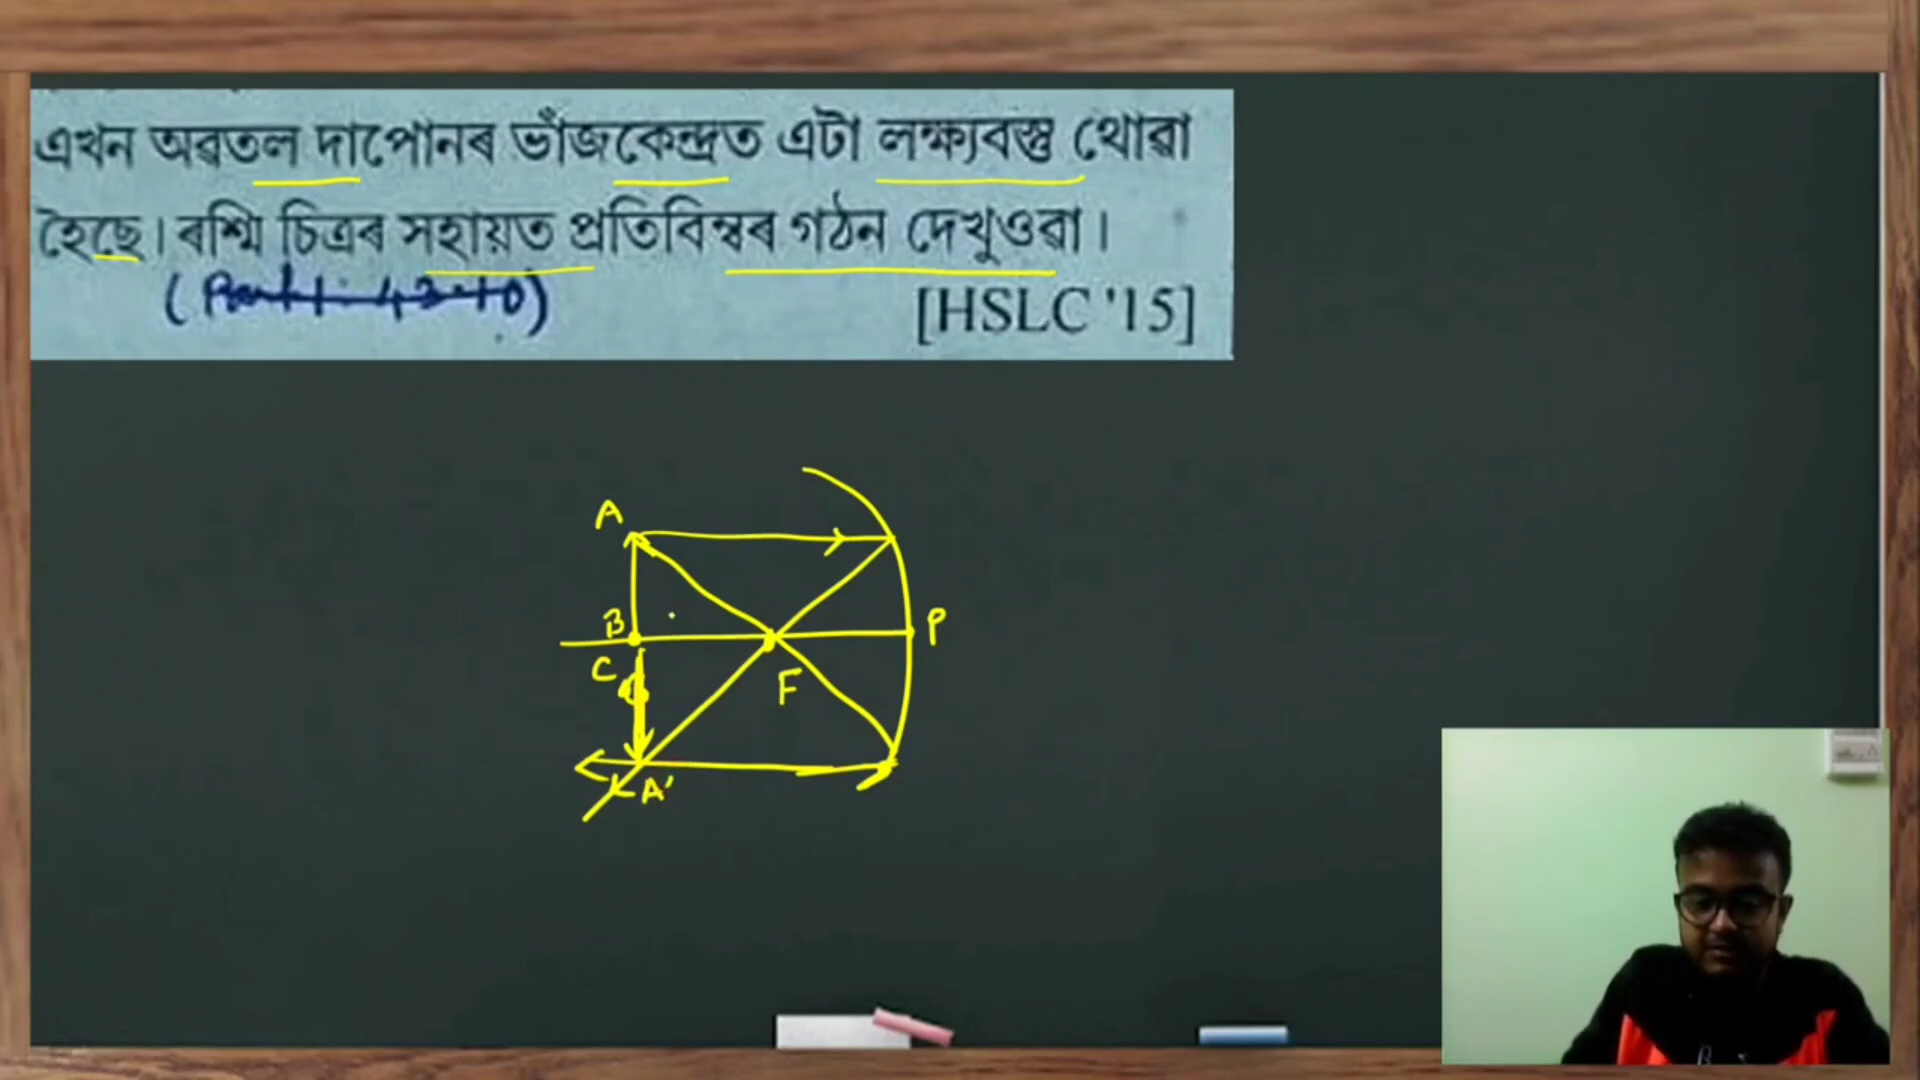 এখন অৱতল দাপোনৰ ভাঁজকেন্দ্ৰত এটা লক্ষ্যবস্তু থোৱা
হৈছে। ৰশ্মি চিত্ৰৰ সহায়ত প্ৰতিবিম্বৰ গঠন দেখুওৱা।
[HSLC '15]
A
B
P
C
F
A'